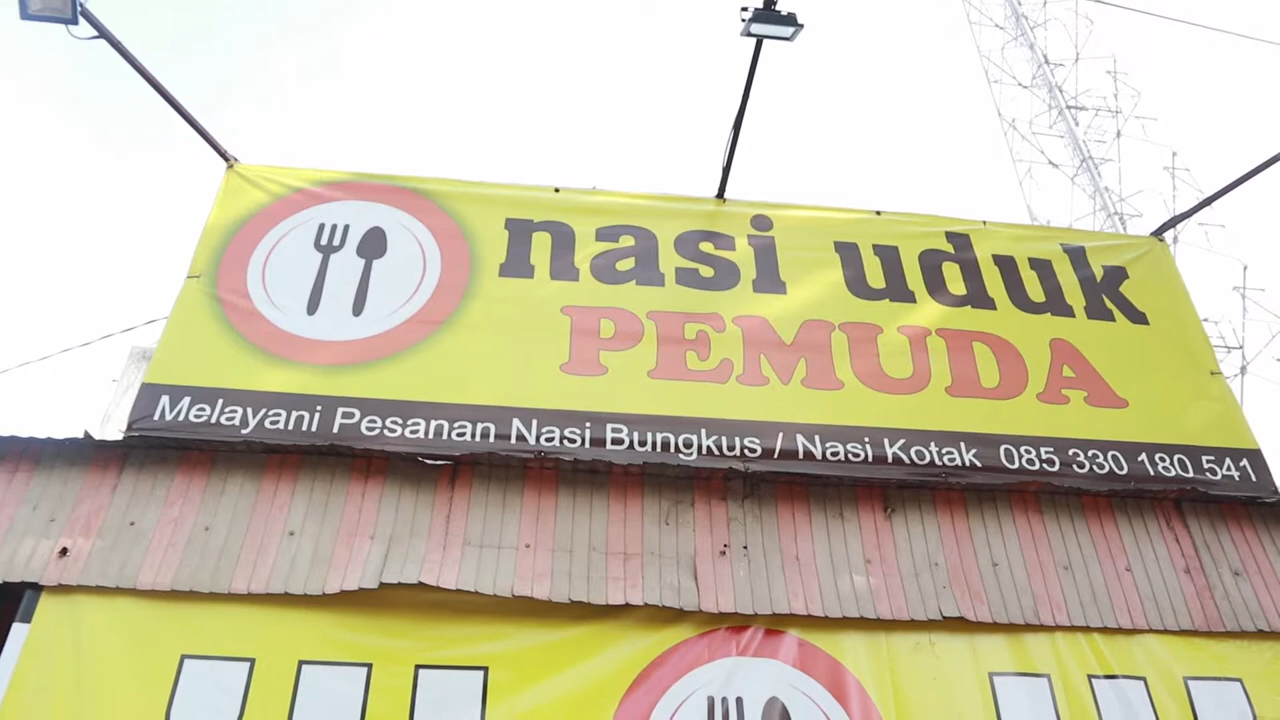 nasi uduk
PEMUDA
Melayani Pesanan Nasi Bungkus / Nasi Kotak 085 330 180 541